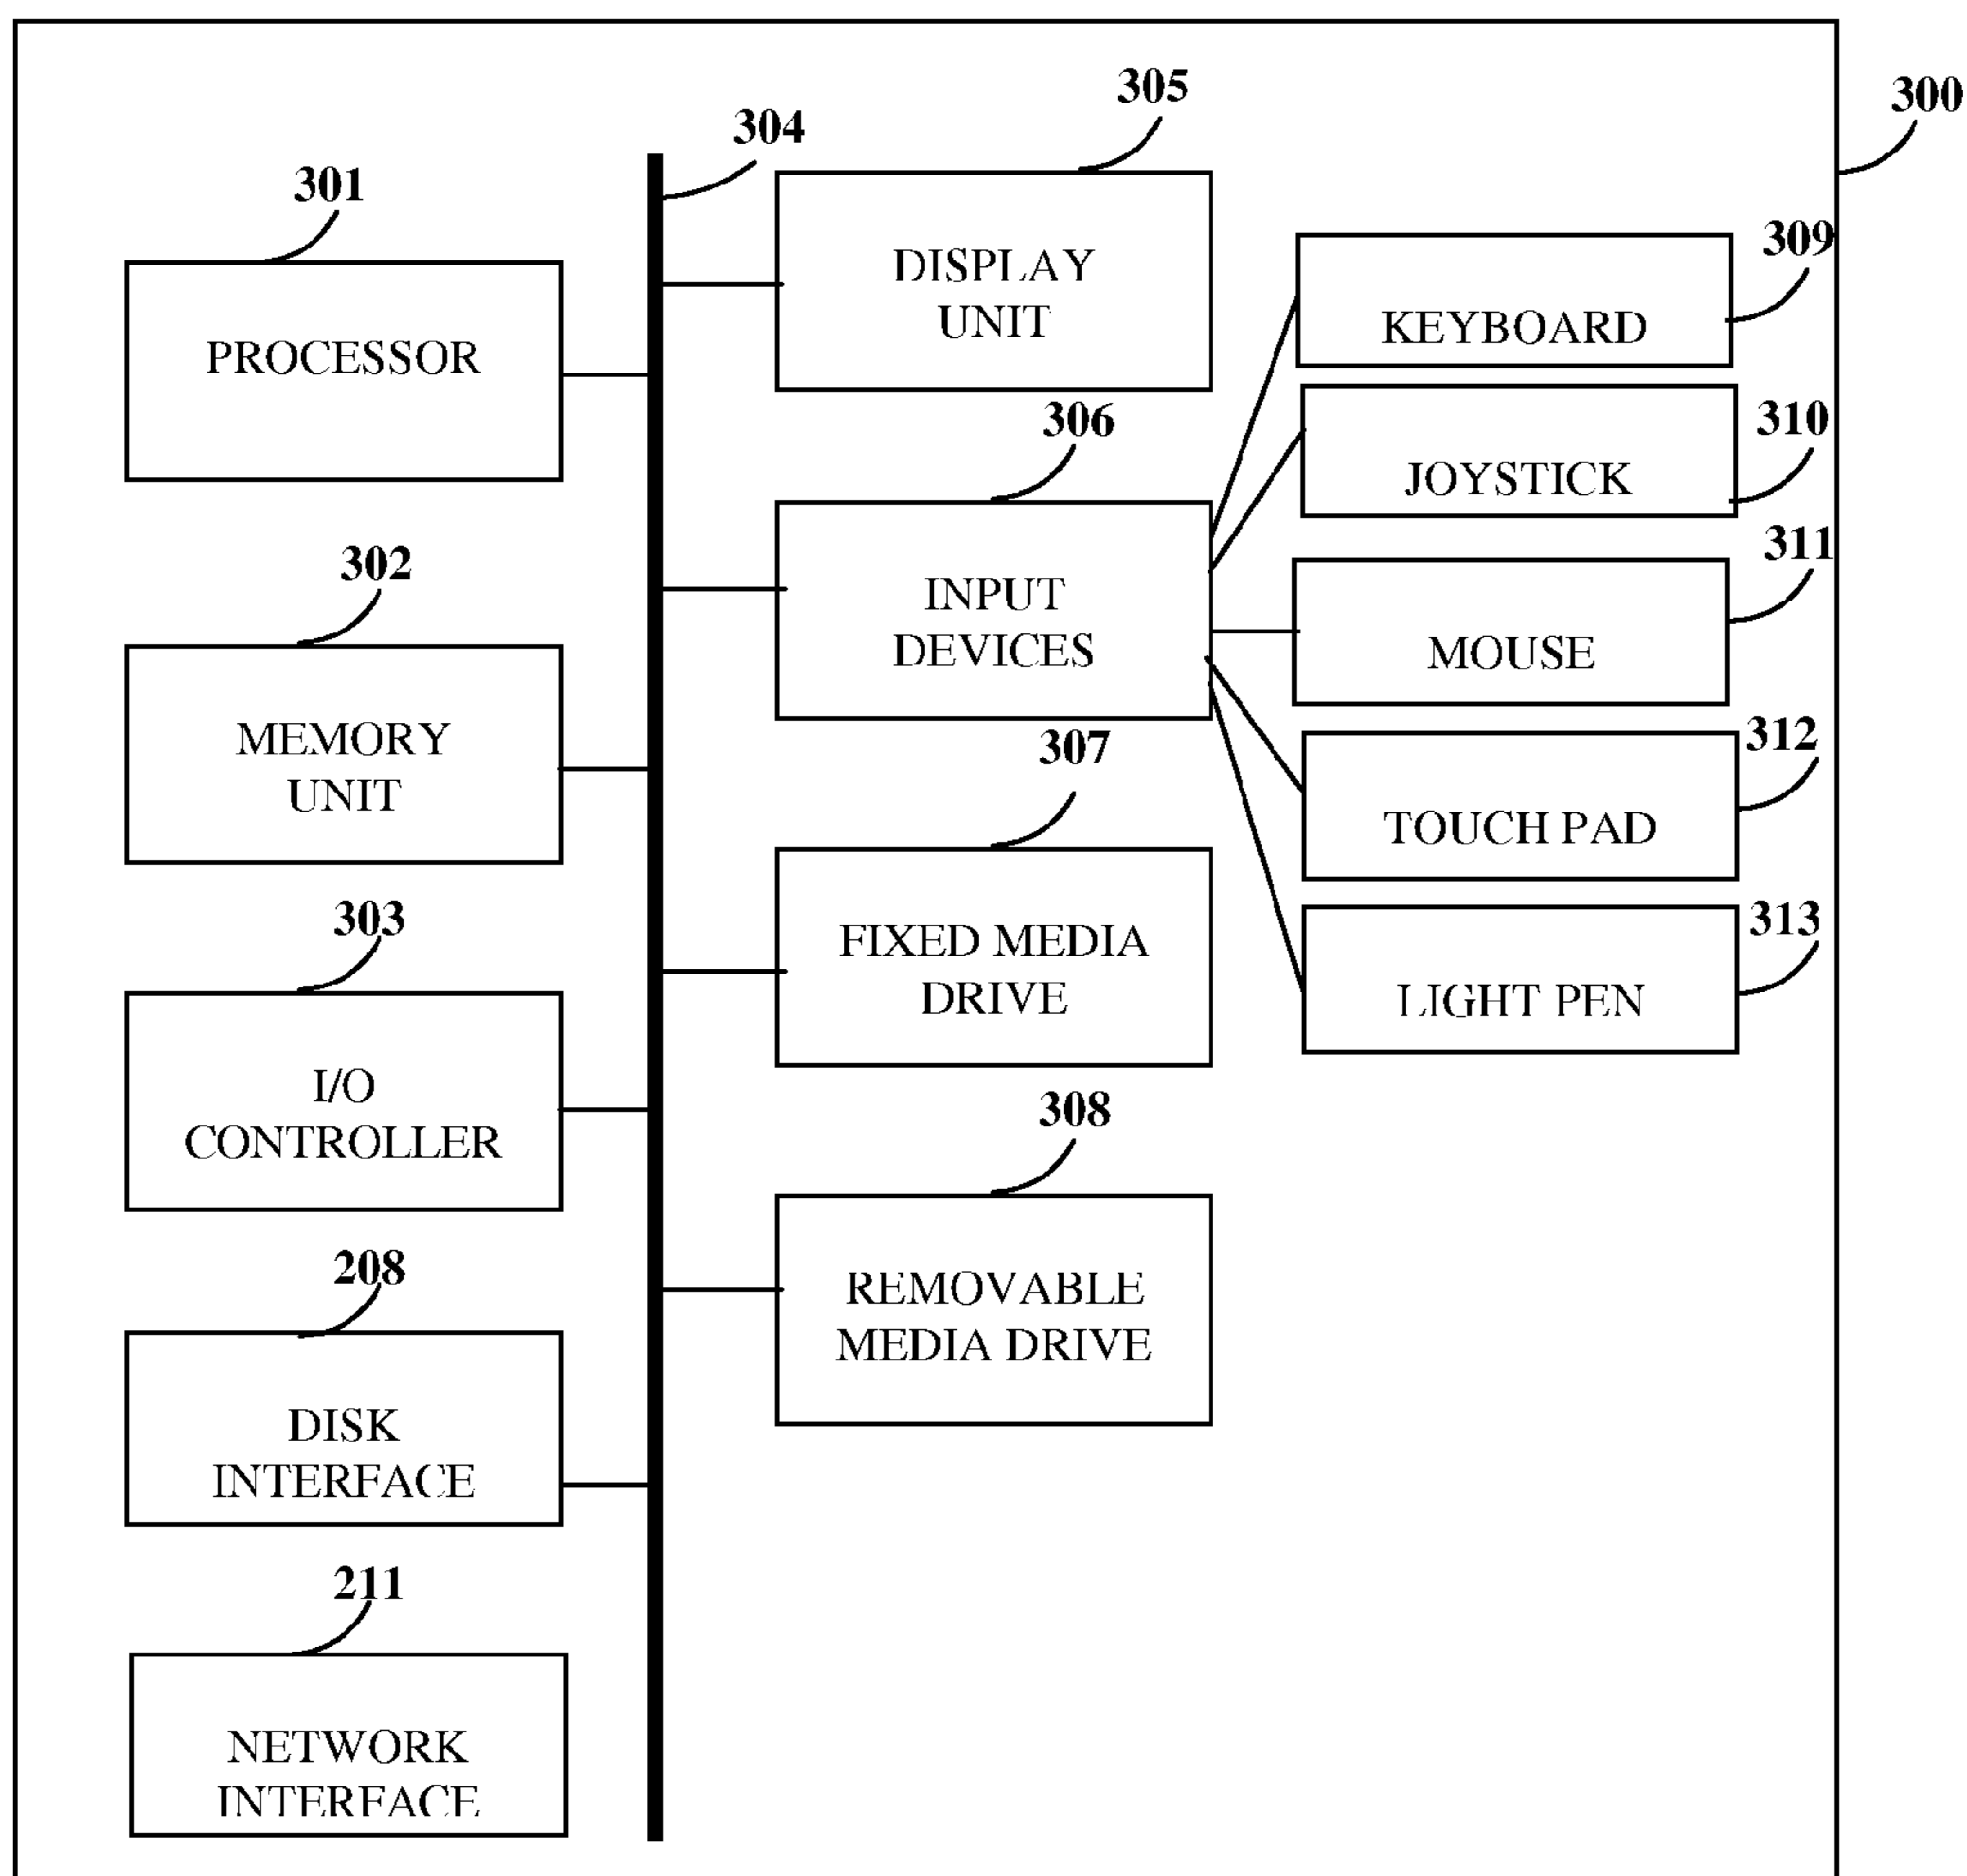 305
300
304
301
309
DISPLAY
UNIT
KEYBOARD
PROCESSOR
306
310
JOYSTICK
302
311
INPUT
DEVICES
MOUSE
MEMORY
UNIT
307
312
TOUCH PAD
303
313
FIXED MEDIA
DRIVE
LIGHT PEN
I/O
CONTROLLER
308
208
REMOVABLE
MEDIA DRIVE
DISK
INTERFACE
211
NETWORK
INTERFACE